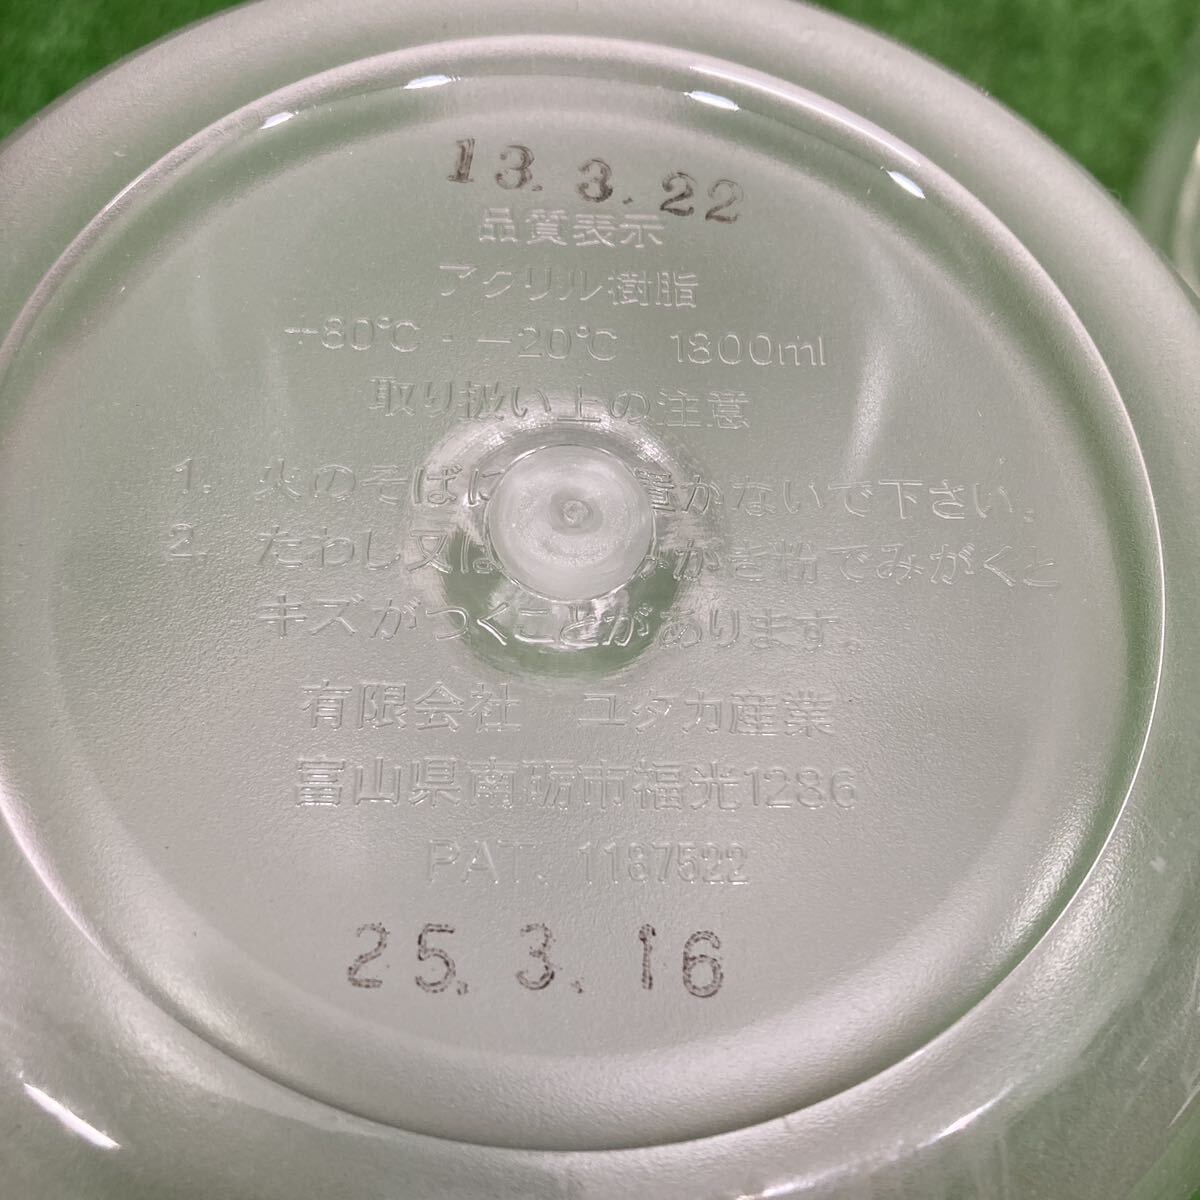 13.3.22
品質表示
アクリル樹脂
+80℃・−20℃ 1800ml
取り扱い上の注意
1. 火のそばに 置かないで下さい。
2. たわし又は みがき粉でみがくと
キズがつくことがあります。
有限会社 ユタカ産業
富山県南砺市福光1286
PAT. 1187522
25.3.16